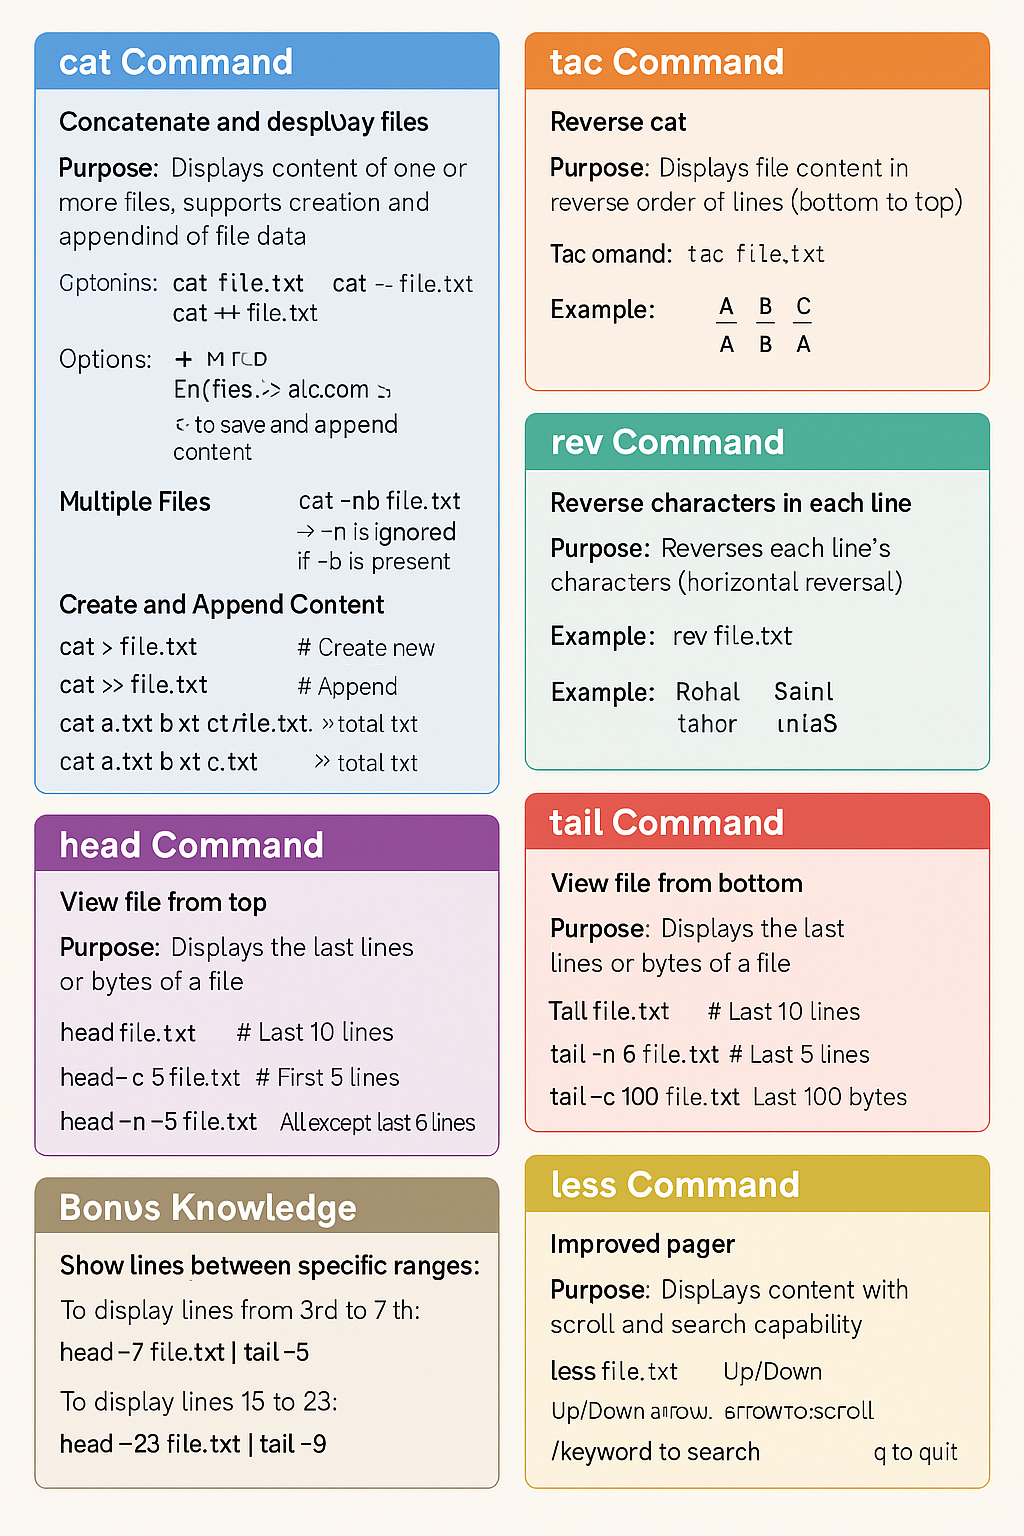 cat Command
Concatenate and desplay files
Purpose: Displays content of one or
more files, supports creation and
appendind of file data
Gptonins: cat file.txt cat -- file.txt
cat ++ file.txt
Options: +
En(fies.>> alc.com
to save and append
content
Multiple Files cat -nb file.txt
→ -n is ignored
if -b is present
Create and Append Content
cat > file.txt # Create new
cat >> file.txt # Append
cat a.txt b xt » total txt
cat a.txt b xt c.txt » total txt
tac Command
Reverse cat
Purpose: Displays file content in
reverse order of lines (bottom to top)
Tac omand: tac file.txt
Example: A B C
A B A
rev Command
Reverse characters in each line
Purpose: Reverses each line’s
characters (horizontal reversal)
Example: rev file.txt
Example: Rohal Sainl
tahor ıniaS
head Command
View file from top
Purpose: Displays the last lines
or bytes of a file
head file.txt # Last 10 lines
head-c 5 file.txt # First 5 lines
head -n -5 file.txt All except last 6 lines
tail Command
View file from bottom
Purpose: Displays the last
lines or bytes of a file
Tall file.txt # Last 10 lines
tail -n 6 file.txt # Last 5 lines
tail -c 100 file.txt Last 100 bytes
Bonus Knowledge
Show lines between specific ranges:
To display lines from 3rd to 7 th:
head -7 file.txt | tail -5
To display lines 15 to 23:
head -23 file.txt | tail -9
less Command
Improved pager
Purpose: DispLays content with
scroll and search capability
less file.txt Up/Down
Up/Down arrow.
/keyword to search q to quit